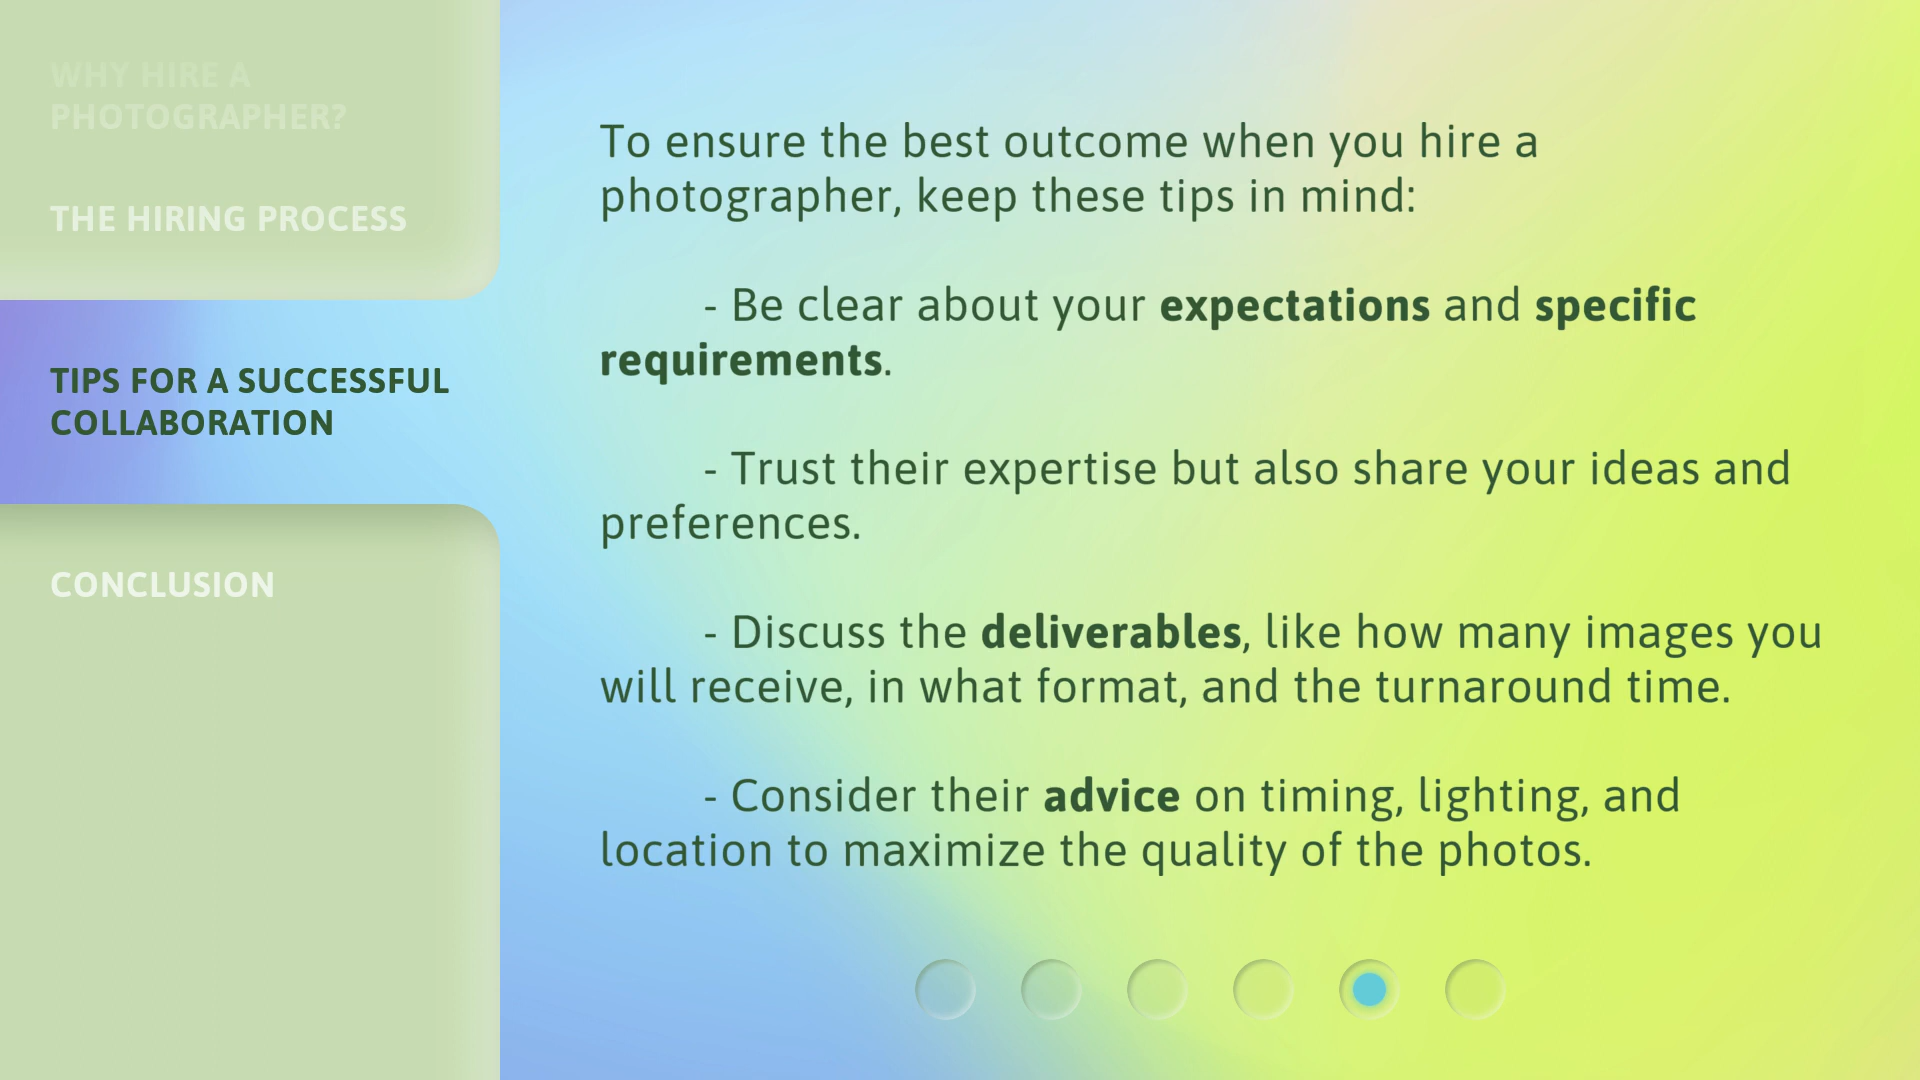 WHY HIRE A
PHOTOGRAPHER?
THE HIRING PROCESS
TIPS FOR A SUCCESSFUL
COLLABORATION
CONCLUSION
To ensure the best outcome when you hire a
photographer, keep these tips in mind:
- Be clear about your expectations and specific
requirements.
- Trust their expertise but also share your ideas and
preferences.
- Discuss the deliverables, like how many images you
will receive, in what format, and the turnaround time.
- Consider their advice on timing, lighting, and
location to maximize the quality of the photos.